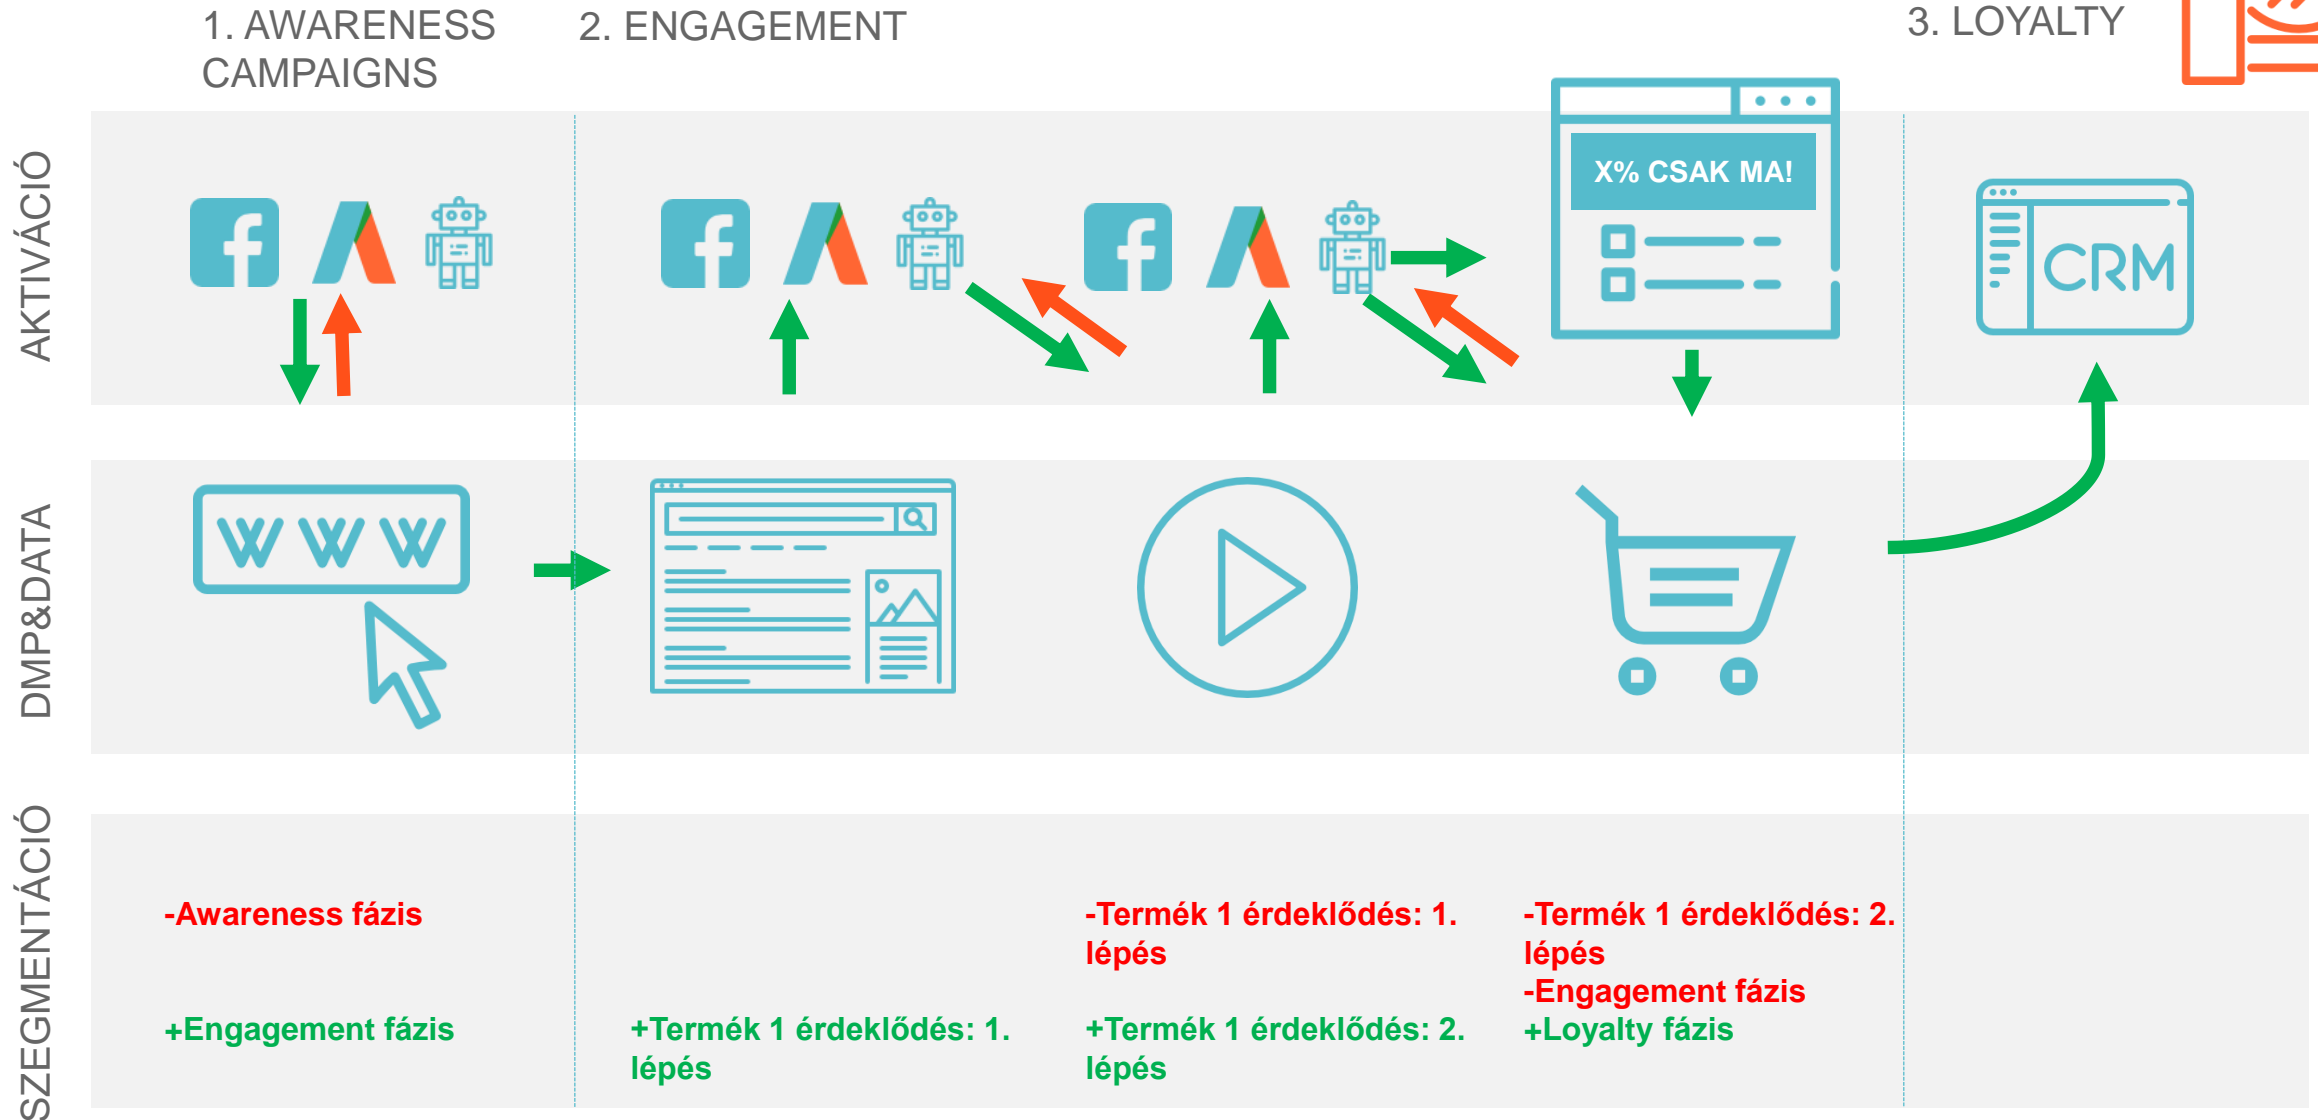 1. AWARENESS
CAMPAIGNS
2. ENGAGEMENT
3. LOYALTY
AKTIVÁCIÓ
X% CSAK MA!
CRM
DMP&DATA
WWW
SZEGMENTÁCIÓ
-Awareness fázis
+Engagement fázis
+Termék 1 érdeklődés: 1.
lépés
-Termék 1 érdeklődés: 1.
lépés
+Termék 1 érdeklődés: 2.
lépés
-Termék 1 érdeklődés: 2.
lépés
-Engagement fázis
+Loyalty fázis